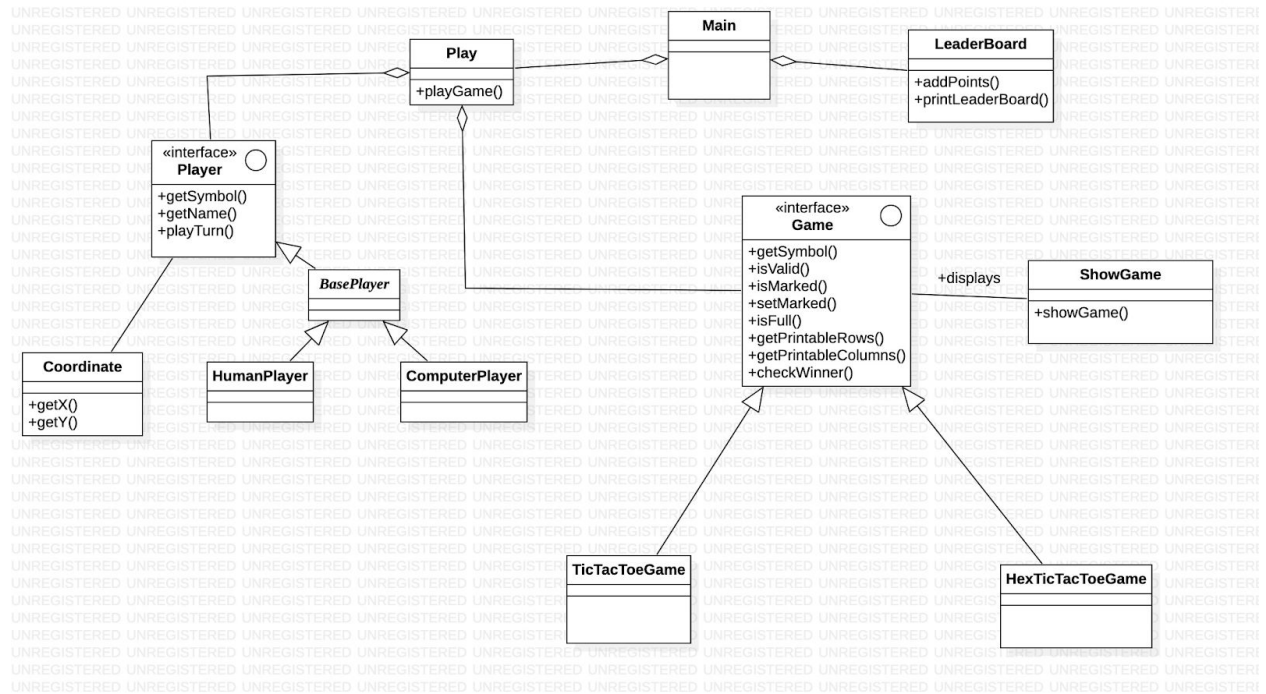 Main
Play
+playGame()
LeaderBoard
+addPoints()
+printLeaderBoard()
«interface»
Player
+getSymbol()
+getName()
+playTurn()
«interface»
Game
+getSymbol()
+isValid()
+isMarked()
+setMarked()
+isFull()
+getPrintableRows()
+getPrintableColumns()
+checkWinner()
+displays
ShowGame
+showGame()
BasePlayer
Coordinate
+getX()
+getY()
HumanPlayer
ComputerPlayer
TicTacToeGame
HexTicTacToeGame
UNREGISTERED